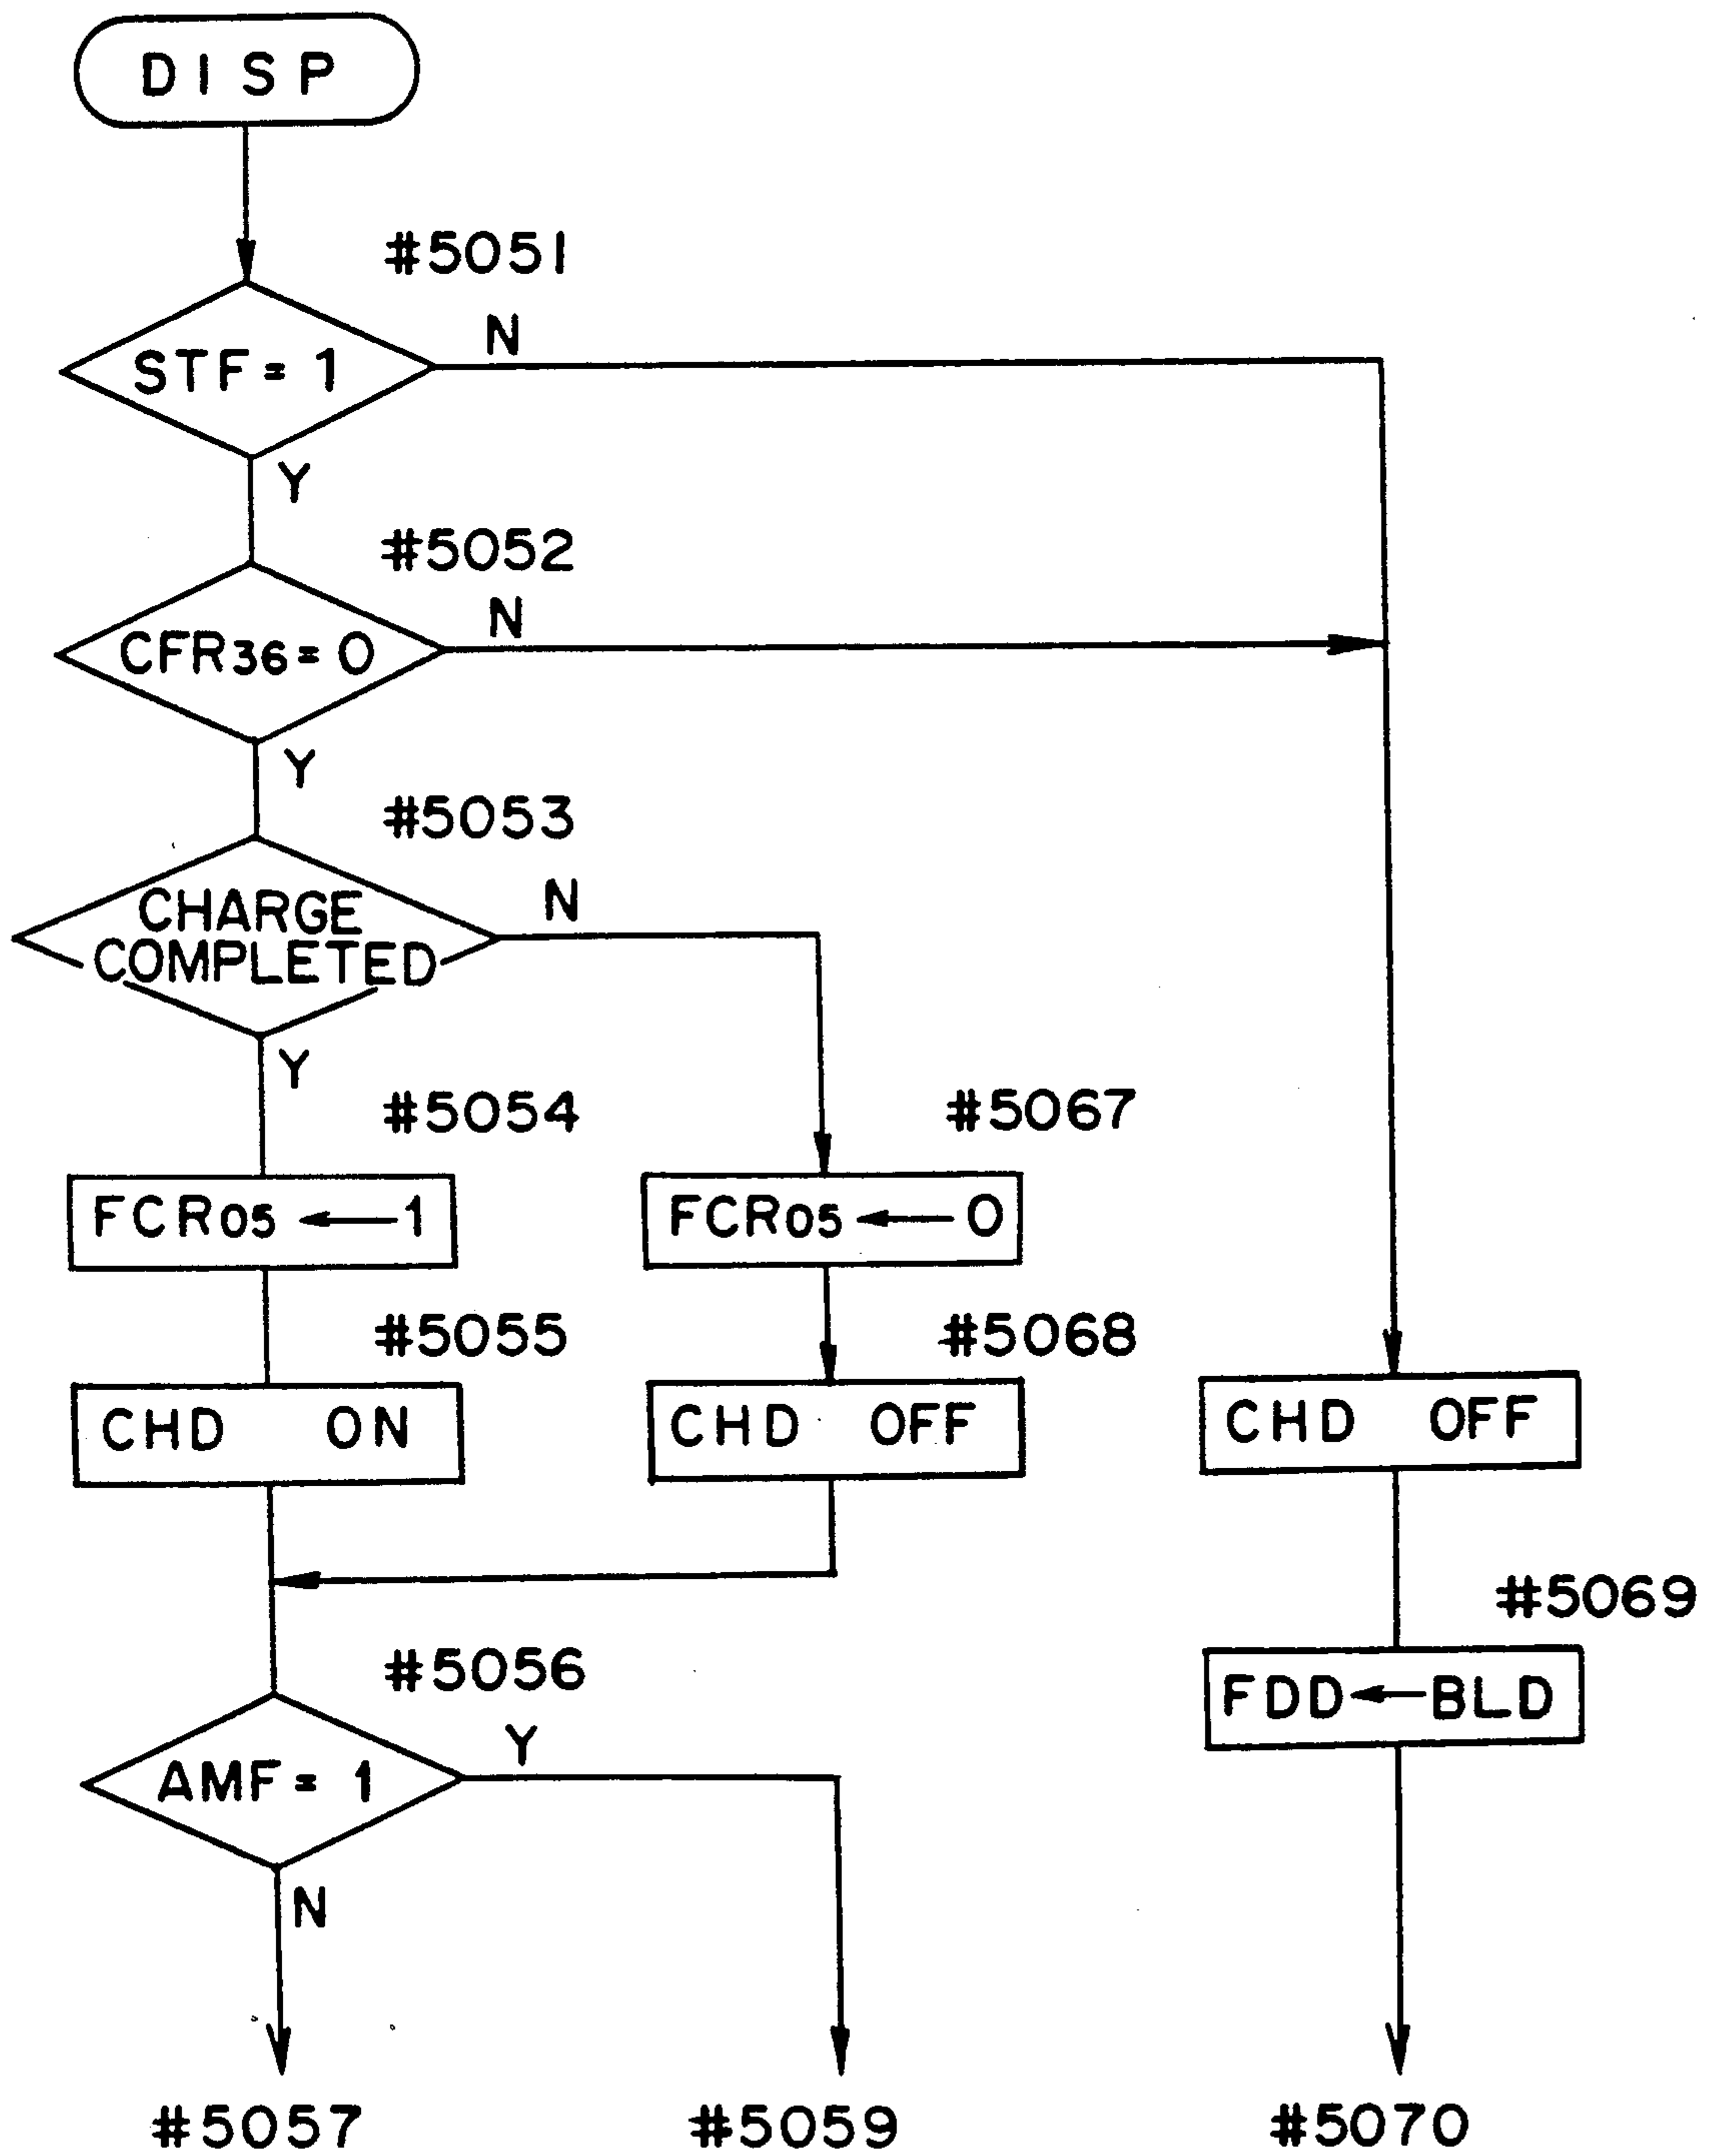 DISP
#5051
STF = 1
N
Y
#5052
CFR36 = 0
N
Y
#5053
CHARGE
COMPLETED
N
Y
#5054
#5067
FCR05 ← 1
FCR05 ← 0
#5055
#5068
CHD ON
CHD OFF
CHD OFF
#5069
FDD ← BLD
#5056
AMF = 1
Y
N
#5057
#5059
#5070